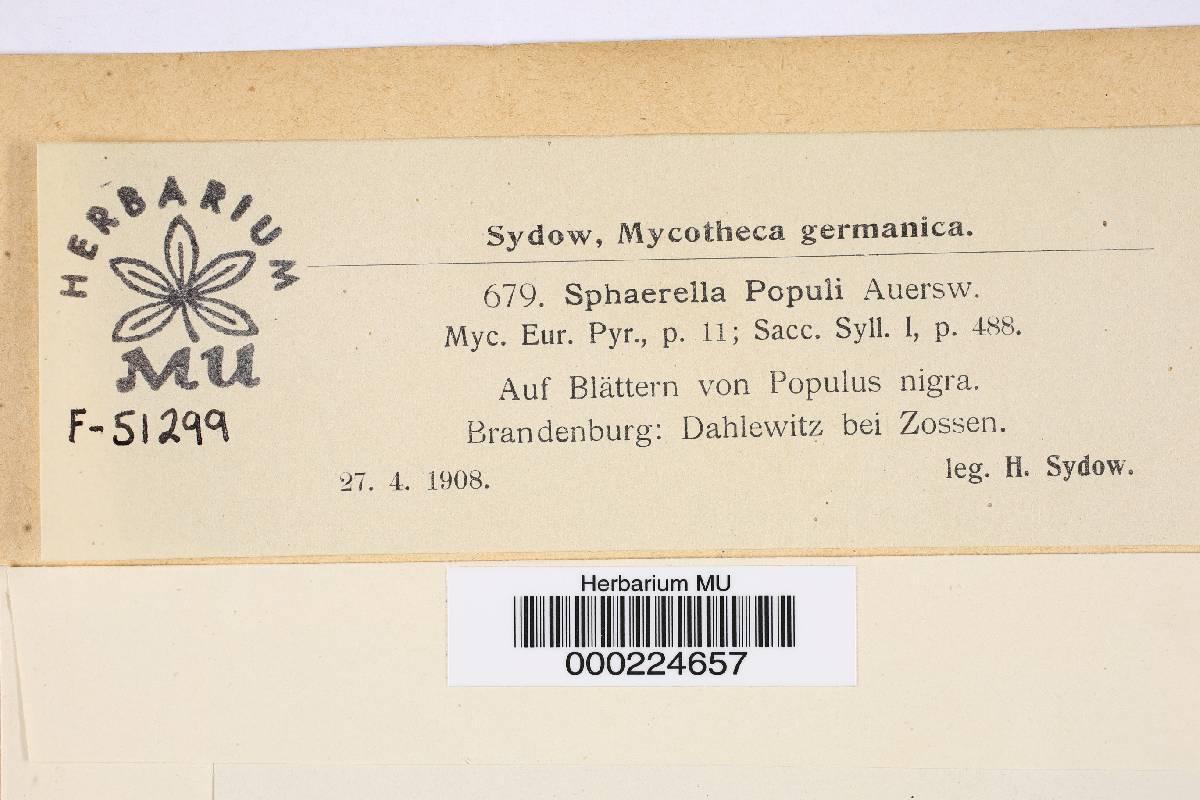 HERBARIUM
MU
F-51299
Sydow, Mycotheca germanica.
679. Sphaerella Populi Auersw.
Myc. Eur. Pyr., p. 11; Sacc. Syll. I, p. 488.
Auf Blättern von Populus nigra.
Brandenburg: Dahlewitz bei Zossen.
27. 4. 1908.
leg. H. Sydow.
Herbarium MU
000224657